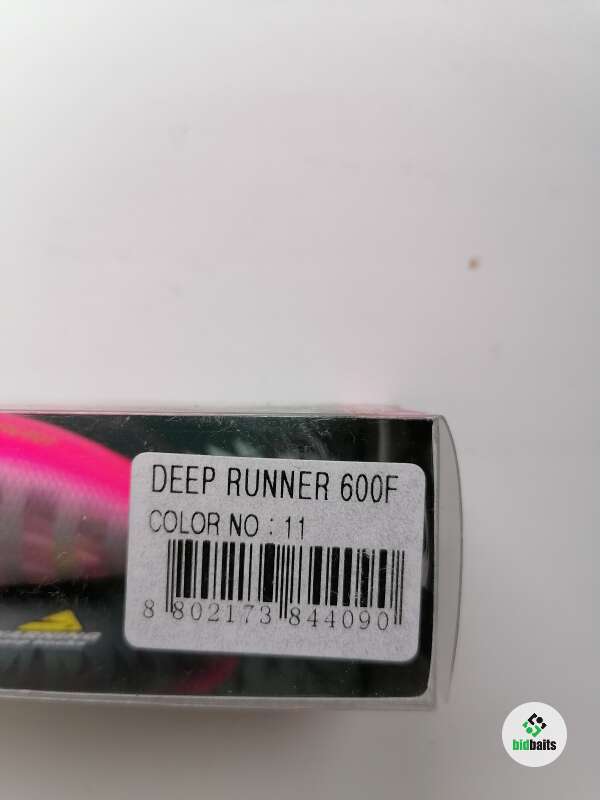 DEEP RUNNER 600F
COLOR NO : 11
8 802173 844090
bidbaits